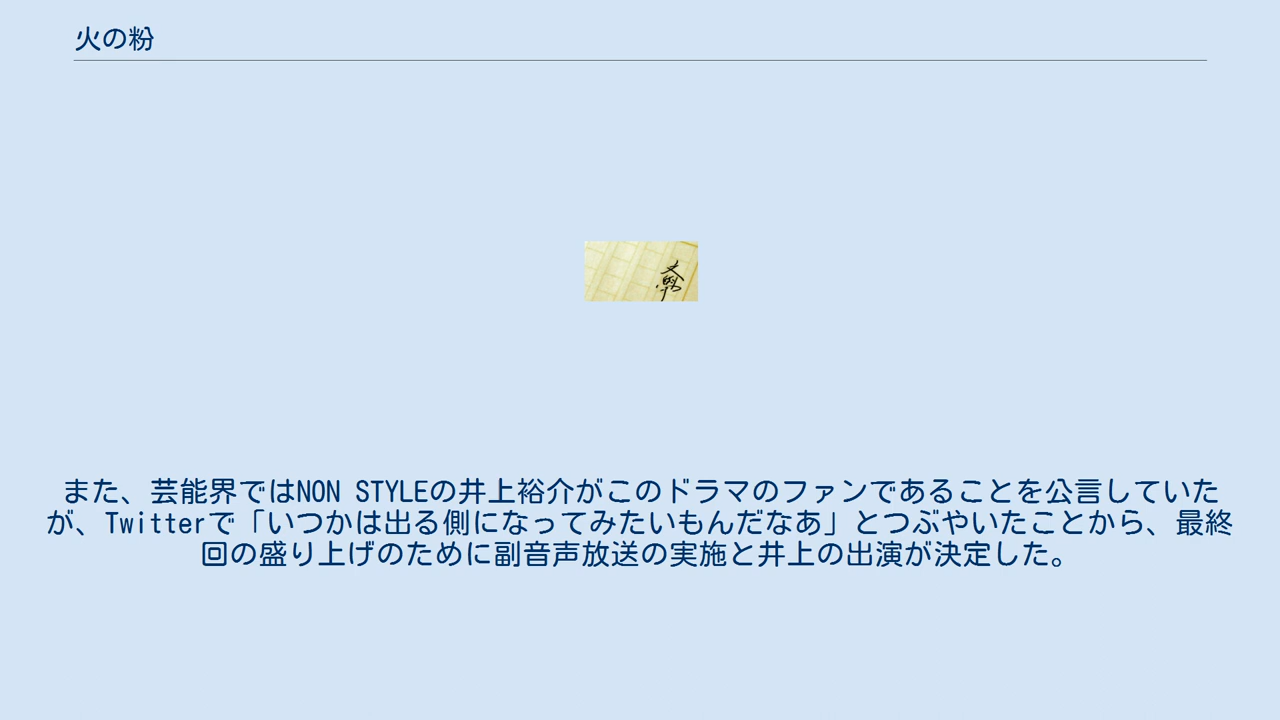 火の粉
また、芸能界ではNON STYLEの井上裕介がこのドラマのファンであることを公言していた
が、Twitterで「いつかは出る側になってみたいもんだなあ」とつぶやいたことから、最終
回の盛り上げのために副音声放送の実施と井上の出演が決定した。